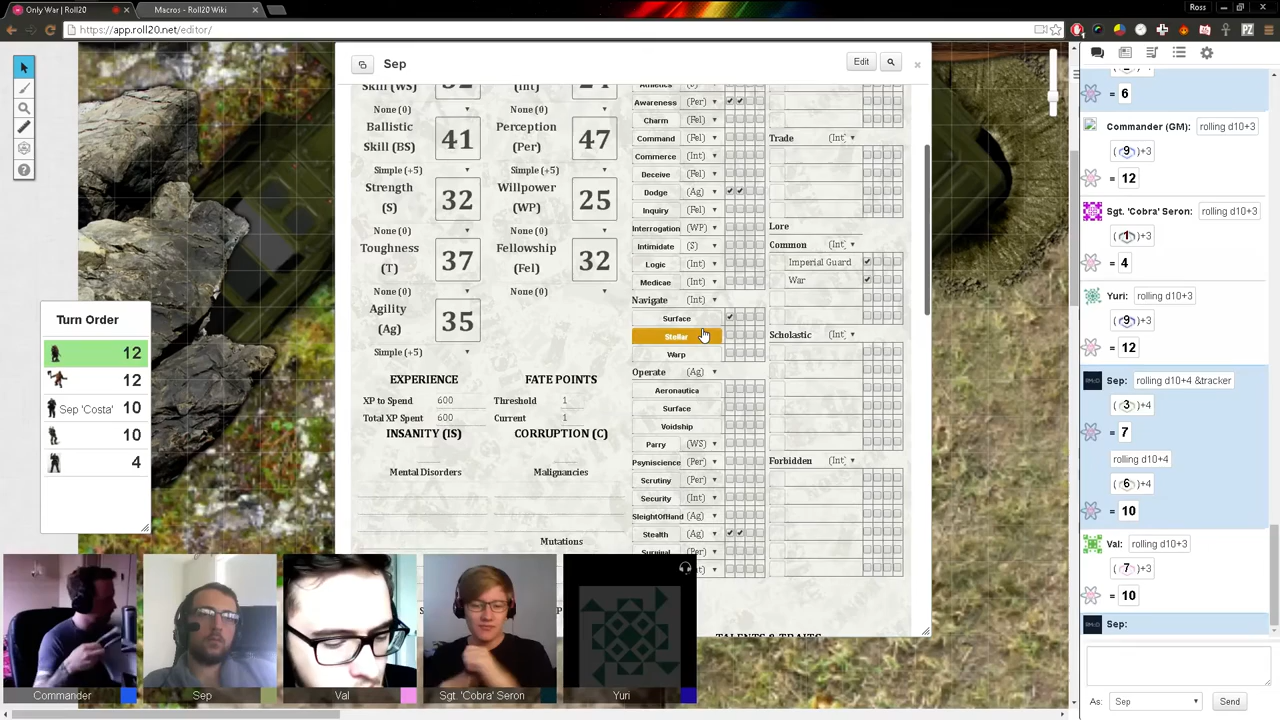 Only War | Roll20
Macros - Roll20 Wiki
Ross
https://app.roll20.net/editor/
Sep
Edit
Skill (WS)
(Int)
None (0)
None (0)
Ballistic
Skill (BS)
41
Perception
(Per)
47
Simple (+5)
Simple (+5)
Strength
(S)
32
Willpower
(WP)
25
None (0)
None (0)
Toughness
(T)
37
Fellowship
(Fel)
32
None (0)
None (0)
Agility
(Ag)
35
Simple (+5)
EXPERIENCE
FATE POINTS
XP to Spend 600
Threshold 1
Total XP Spent 600
Current 1
INSANITY (IS)
CORRUPTION (C)
Mental Disorders
Malignancies
Mutations
Athletics
Awareness (Per)
Charm (Fel)
Command (Fel)
Commerce (Int)
Deceive (Fel)
Dodge (Ag)
Inquiry (Fel)
Interrogation (WP)
Intimidate (S)
Logic (Int)
Medicae (Int)
Navigate (Int)
Surface
Stellar
Warp
Operate (Ag)
Aeronautica
Surface
Voidship
Parry (WS)
Psyniscience (Per)
Scrutiny (Per)
Security (Int)
SleightOfHand (Ag)
Stealth (Ag)
Survival (Per)
Trade (Int)
Lore
Common (Int)
Imperial Guard
War
Scholastic (Int)
Forbidden (Int)
TALENTS & TRAITS
Turn Order
12
12
Sep 'Costa' 10
10
4
= 6
Commander (GM): rolling d10+3
(9)+3
= 12
Sgt. 'Cobra' Seron: rolling d10+3
(1)+3
= 4
Yuri: rolling d10+3
(9)+3
= 12
Sep: rolling d10+4 &tracker
(3)+4
= 7
rolling d10+4
(6)+4
= 10
Val: rolling d10+3
(7)+3
= 10
Sep:
As: Sep
Send
Commander
Sep
Val
Sgt. 'Cobra' Seron
Yuri